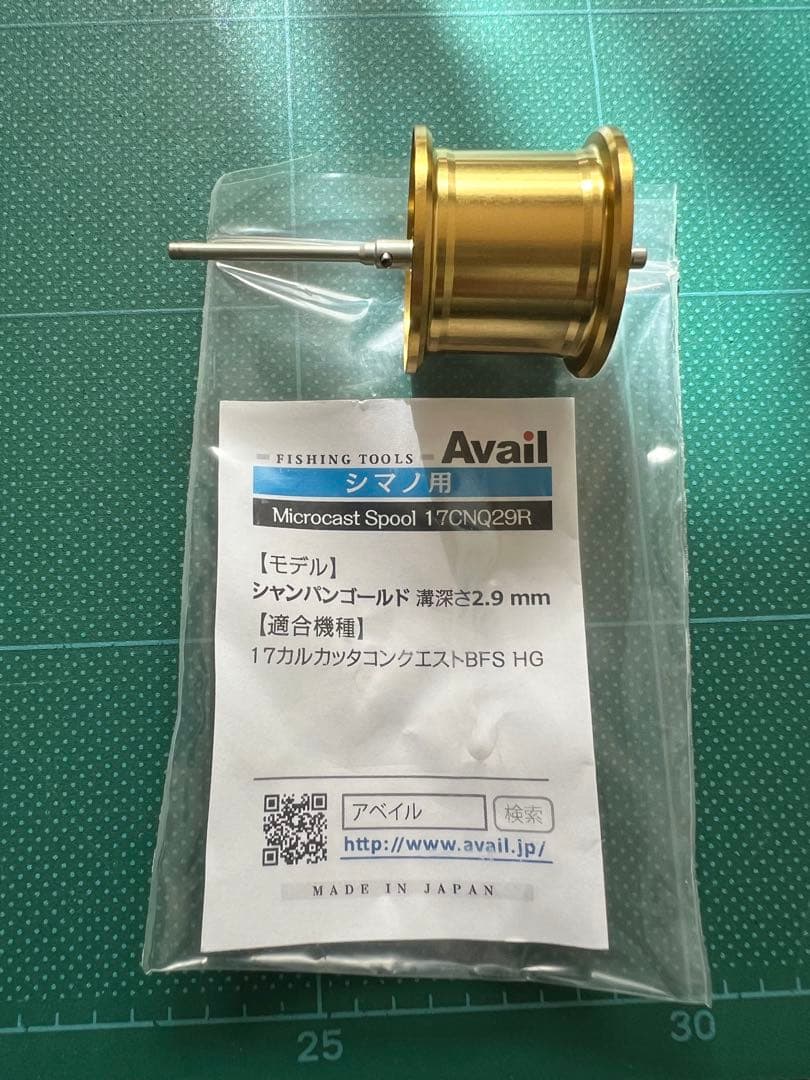 FISHING TOOLS Avail
シマノ用
Microcast Spool 17CNQ29R
【モデル】
シャンパンゴールド 溝深さ2.9 mm
【適合機種】
17カルカッタコンクエストBFS HG
アベイル 検索
http://www.avail.jp/
MADE IN JAPAN
25
30